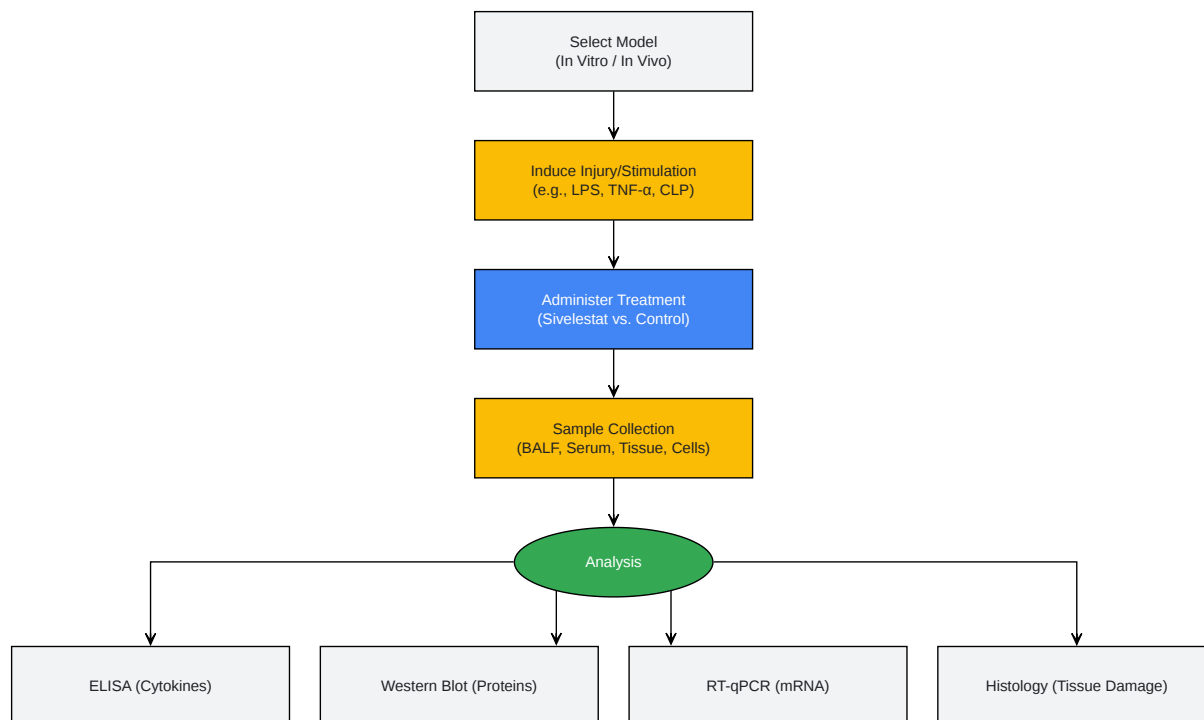 Select Model
(In Vitro / In Vivo)
Induce Injury/Stimulation
(e.g., LPS, TNF-α, CLP)
Administer Treatment
(Sivelestat vs. Control)
Sample Collection
(BALF, Serum, Tissue, Cells)
Analysis
ELISA (Cytokines)
Western Blot (Proteins)
RT-qPCR (mRNA)
Histology (Tissue Damage)